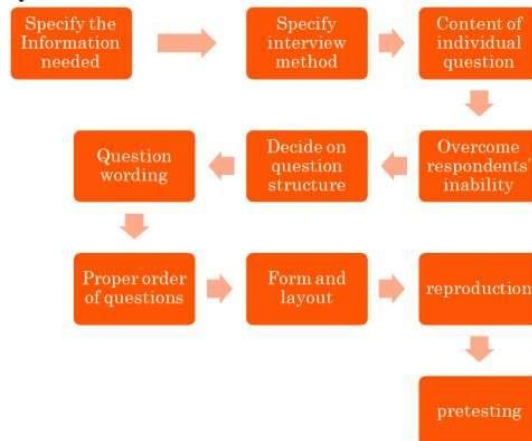 Specify the
Information
needed
Specify
interview
method
Content of
individual
question
Overcome
respondents'
inability
Decide on
question
structure
Question
wording
Proper order
of questions
Form and
layout
reproduction
pretesting